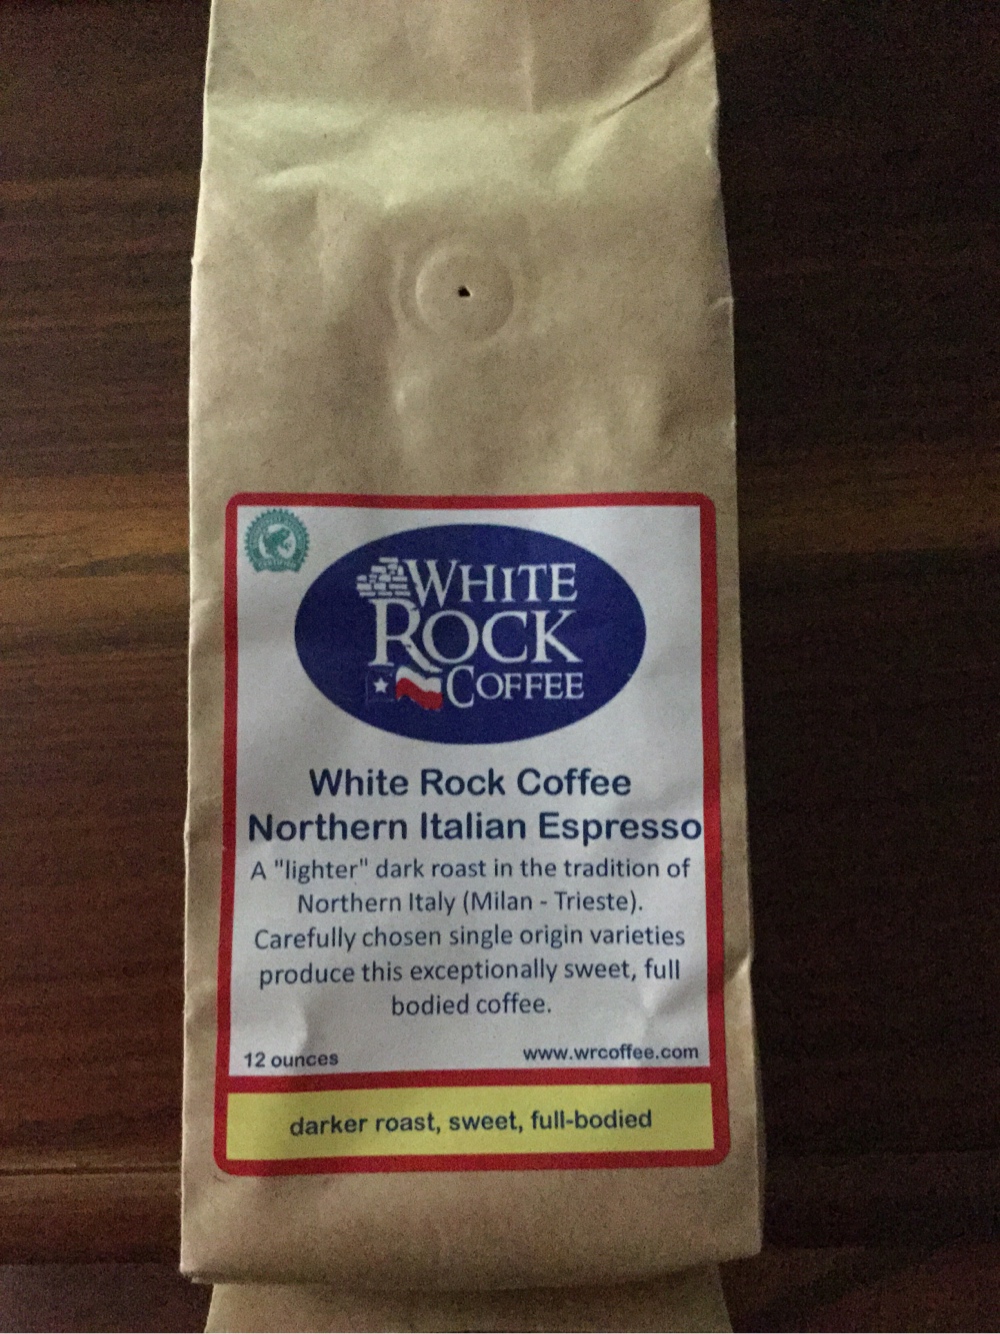 WHITE
ROCK
COFFEE
White Rock Coffee
Northern Italian Espresso
A "lighter" dark roast in the tradition of
Northern Italy (Milan - Trieste).
Carefully chosen single origin varieties
produce this exceptionally sweet, full
bodied coffee.
12 ounces
www.wrcoffee.com
darker roast, sweet, full-bodied